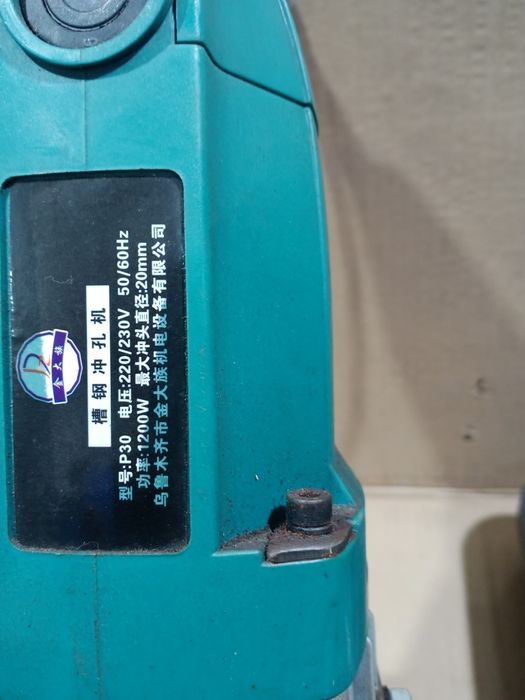 金大族
槽钢冲孔机
型号:P30 电压:220/230V 50/60Hz
功率:1200W 最大冲头直径:20mm
乌鲁木齐市金大族机电设备有限公司